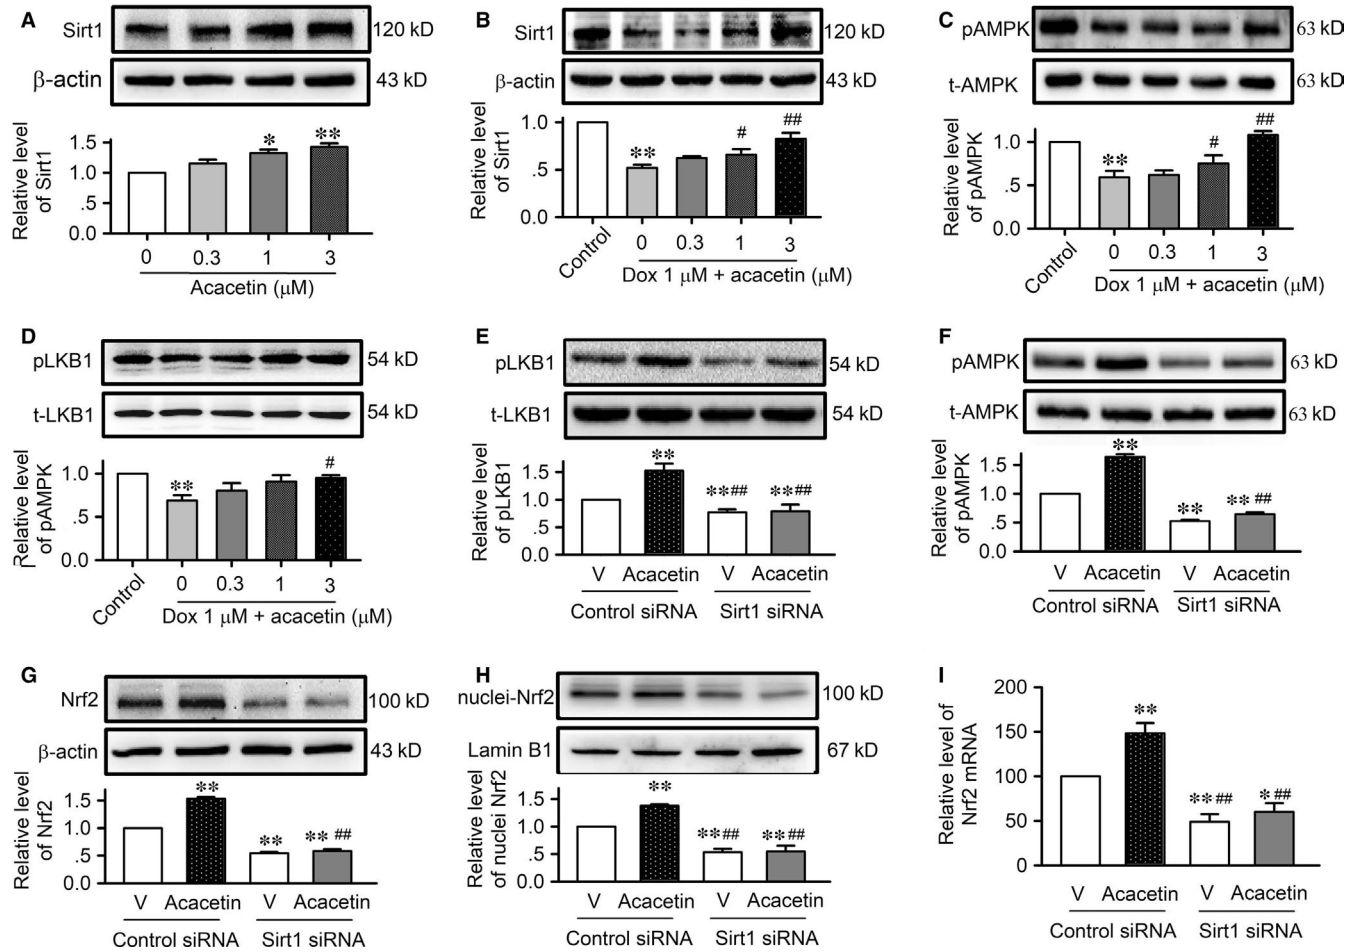 A
Sirt1
120 kD
β-actin
43 kD
Relative level
of Sirt1
1.5
1.0
.5
0.0
*
**
0 0.3 1 3
Acacetin (μM)
B
Sirt1
120 kD
β-actin
43 kD
Relative level
of Sirt1
1.0
.5
0.0
**
#
##
Control 0 0.3 1 3
Dox 1 μM + acacetin (μM)
C
pAMPK
63 kD
t-AMPK
63 kD
Relative level
of pAMPK
1.0
.5
0.0
**
#
##
Control 0 0.3 1 3
Dox 1 μM + acacetin (μM)
D
pLKB1
54 kD
t-LKB1
54 kD
Relative level
of pAMPK
1.0
.5
0.0
**
#
Control 0 0.3 1 3
Dox 1 μM + acacetin (μM)
E
pLKB1
54 kD
t-LKB1
54 kD
Relative level
of pLKB1
1.5
1.0
.5
0.0
**
**##
**##
V Acacetin V Acacetin
Control siRNA Sirt1 siRNA
F
pAMPK
63 kD
t-AMPK
63 kD
Relative level
of pAMPK
1.5
1.0
.5
0.0
**
**
** ##
V Acacetin V Acacetin
Control siRNA Sirt1 siRNA
G
Nrf2
100 kD
β-actin
43 kD
Relative level
of Nrf2
1.5
1.0
.5
0.0
**
**
** ##
V Acacetin V Acacetin
Control siRNA Sirt1 siRNA
H
nuclei-Nrf2
100 kD
Lamin B1
67 kD
Relative level
of nuclei Nrf2
1.5
1.0
.5
0.0
**
**##
**##
V Acacetin V Acacetin
Control siRNA Sirt1 siRNA
I
Relative level of
Nrf2 mRNA
200
150
100
50
0
**
**##
*##
V Acacetin V Acacetin
Control siRNA Sirt1 siRNA